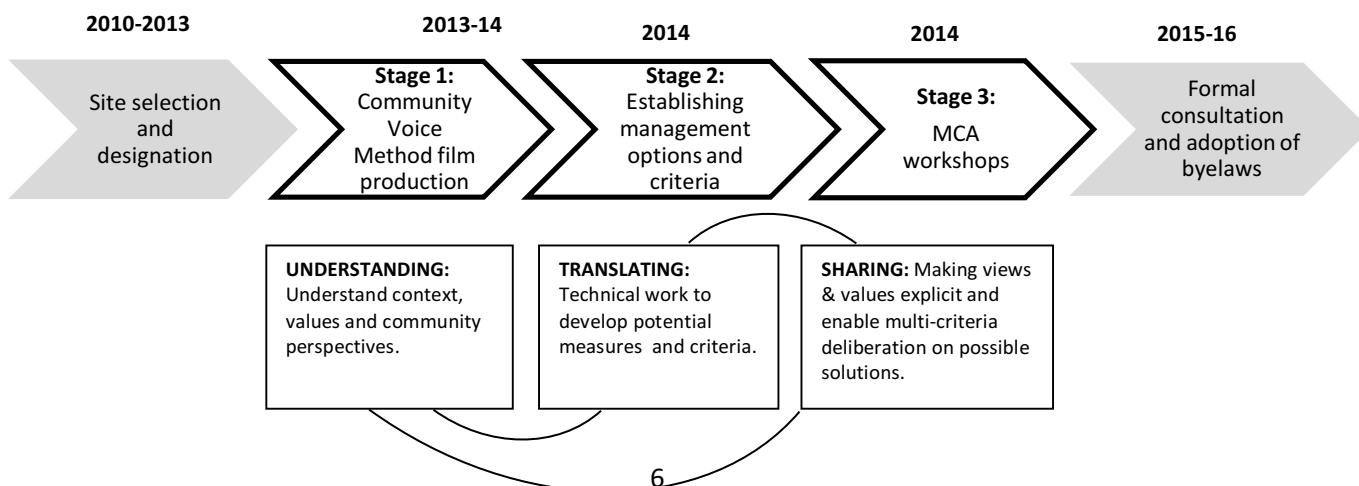 2010-2013
2013-14
2014
2014
2015-16
Site selection
and
designation
Stage 1:
Community
Voice
Method film
production
Stage 2:
Establishing
management
options and
criteria
Stage 3:
MCA
workshops
Formal
consultation
and adoption of
byelaws
UNDERSTANDING:
Understand context,
values and community
perspectives.
TRANSLATING:
Technical work to
develop potential
measures and criteria.
SHARING: Making views
& values explicit and
enable multi-criteria
deliberation on possible
solutions.
6